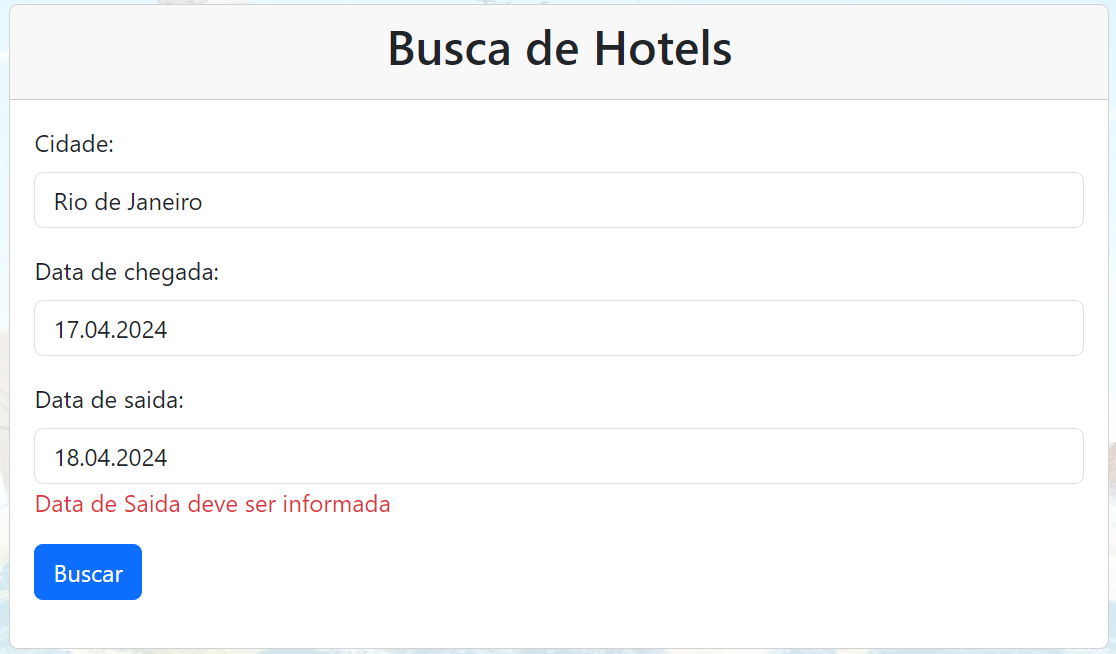 Busca de Hotels
Cidade:
Rio de Janeiro
Data de chegada:
17.04.2024
Data de saida:
18.04.2024
Data de Saida deve ser informada
Buscar